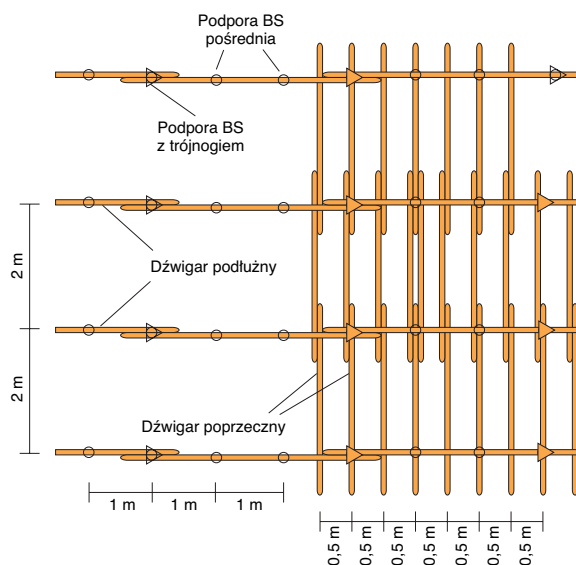 Podpora BS
pośrednia
Podpora BS
z trójnogiem
2 m
Dźwigar podłużny
2 m
Dźwigar poprzeczny
1 m
1 m
1 m
0,5 m
0,5 m
0,5 m
0,5 m
0,5 m
0,5 m
0,5 m